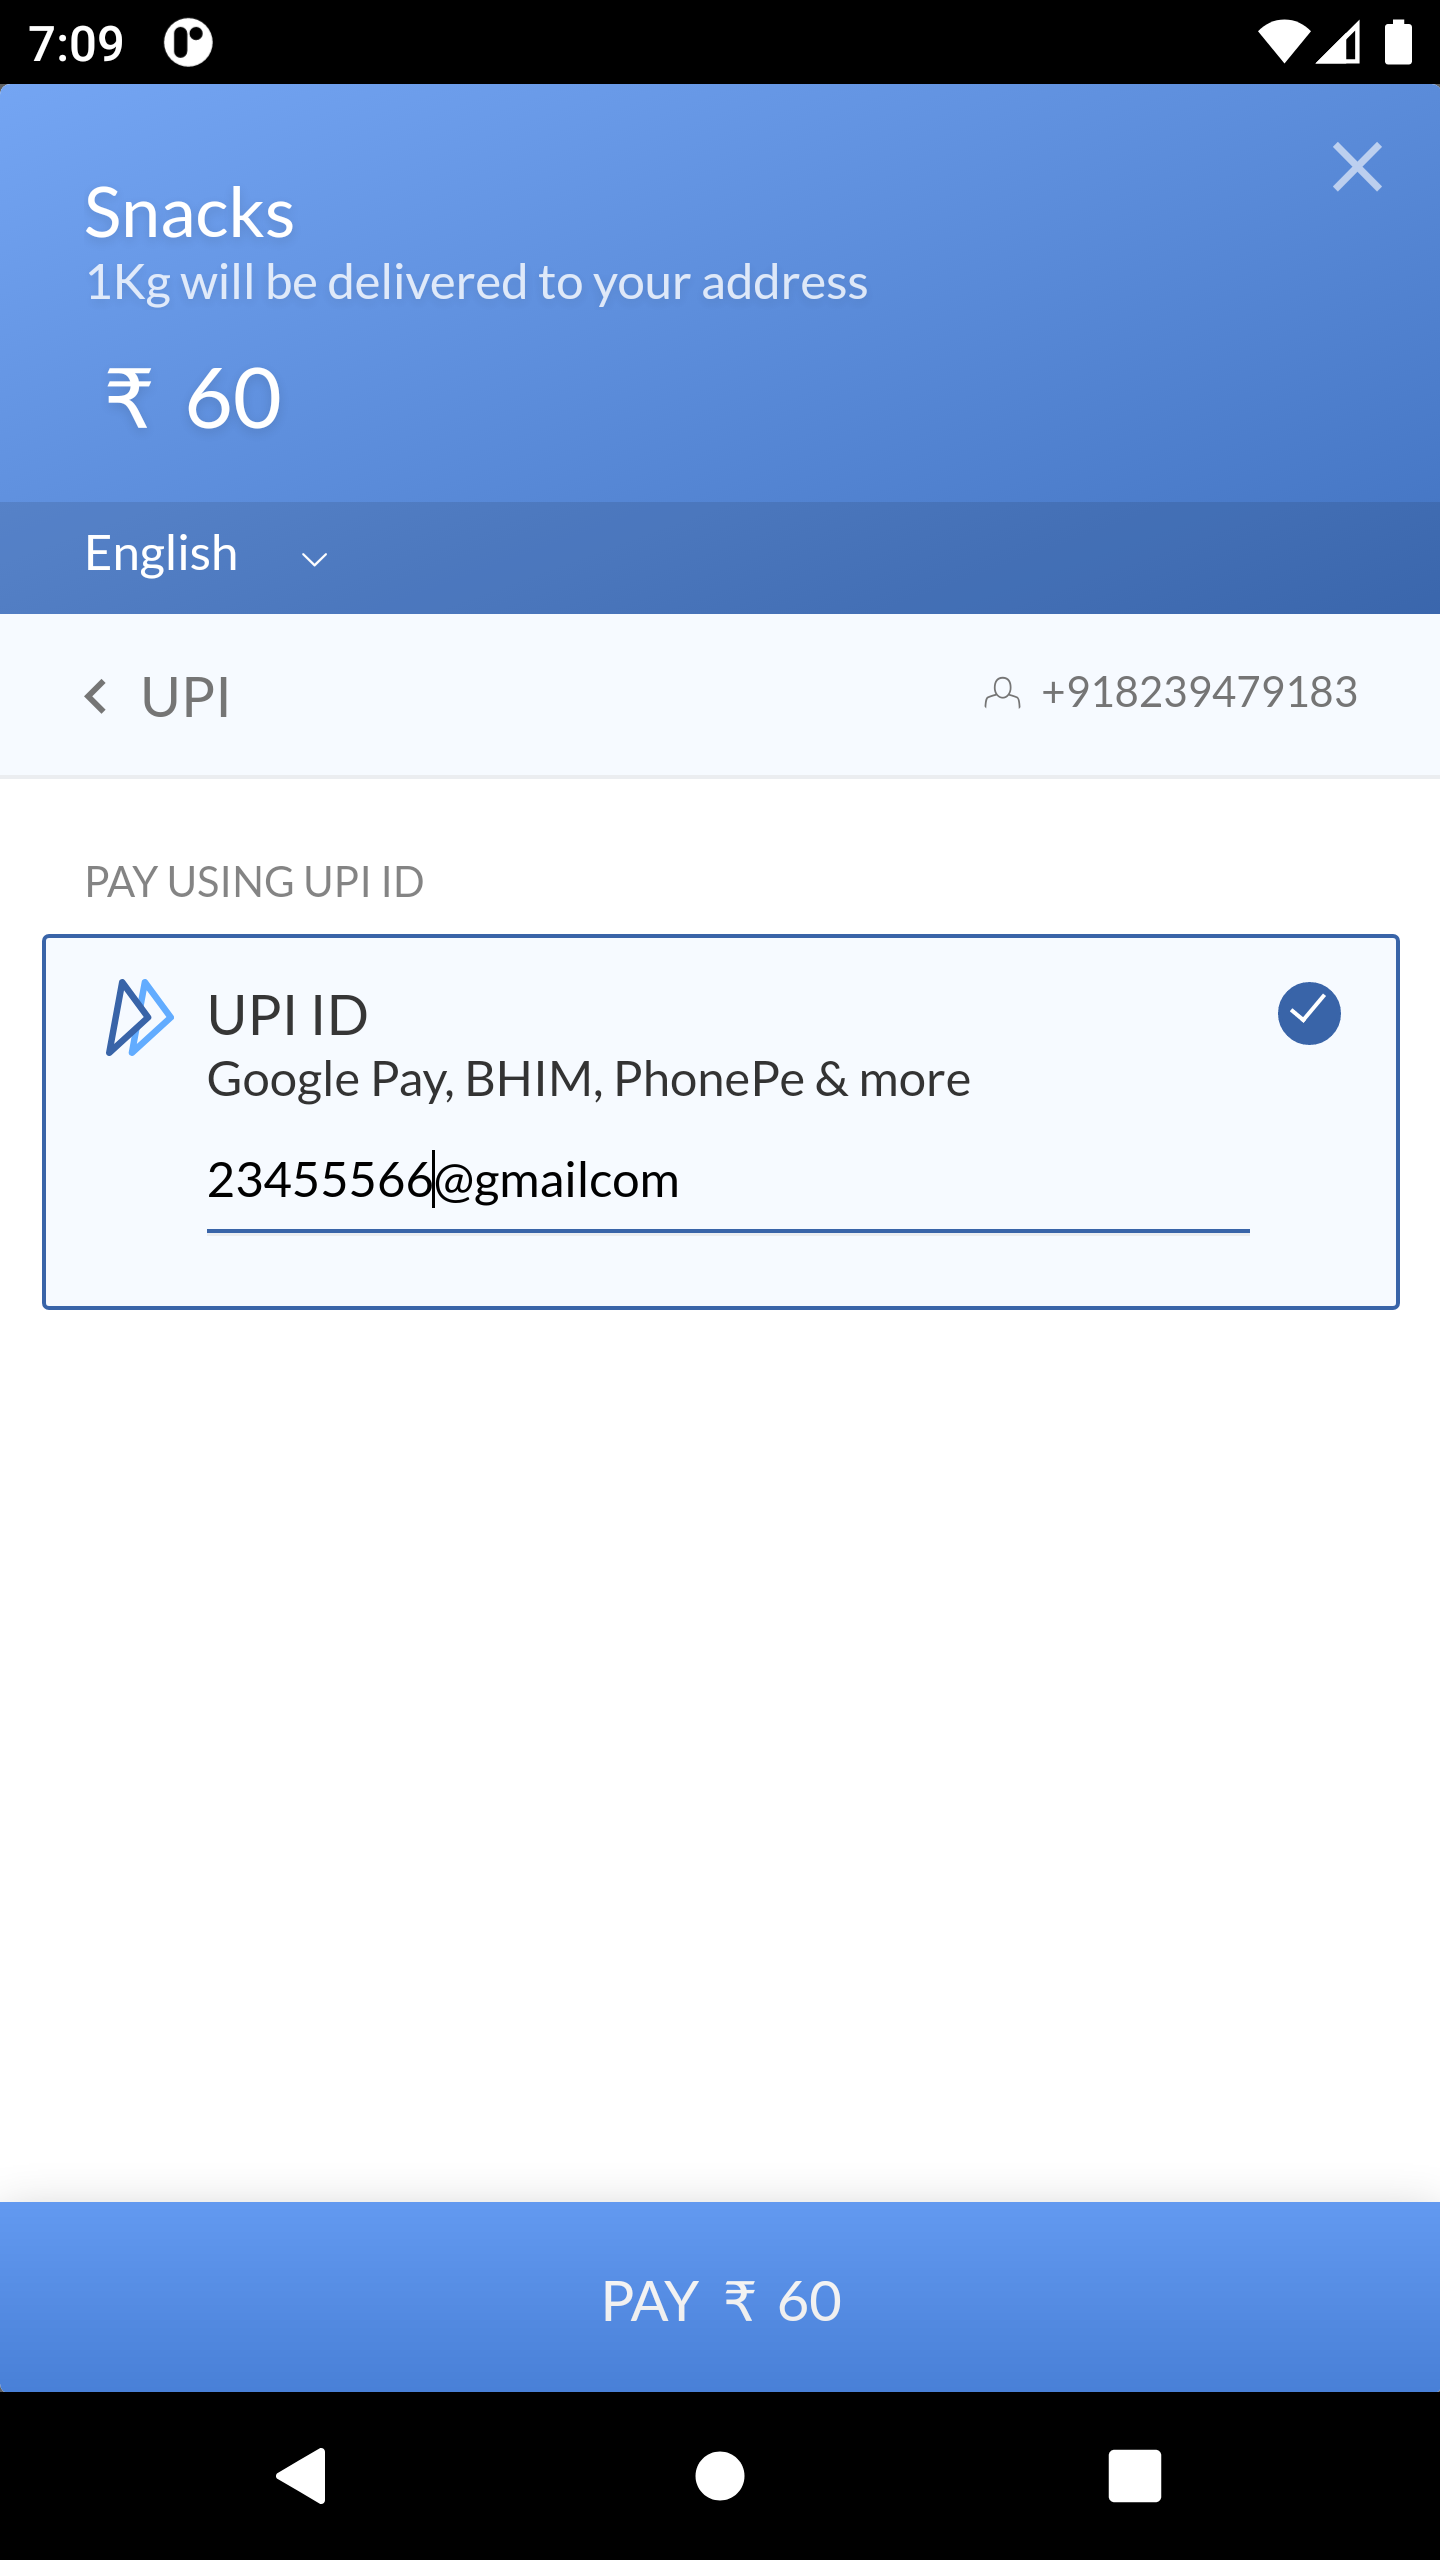 7:09
Snacks
1Kg will be delivered to your address
₹ 60
English
UPI
+918239479183
PAY USING UPI ID
UPI ID
Google Pay, BHIM, PhonePe & more
23455566@gmailcom
PAY ₹ 60